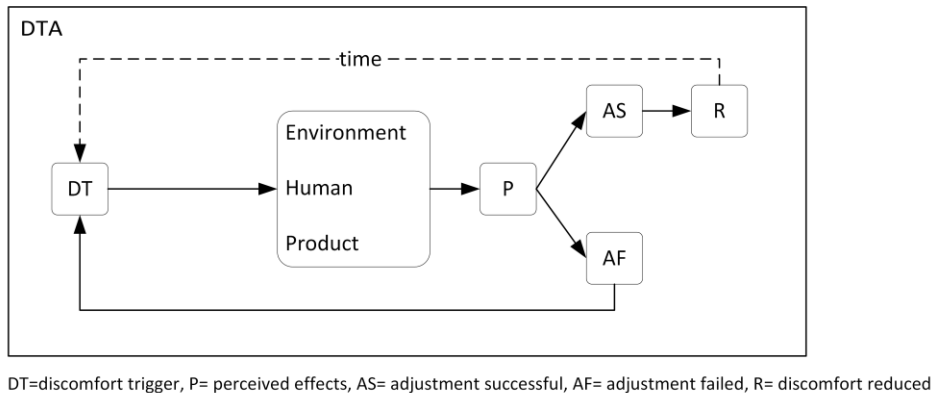 DTA
time
Environment
AS
R
DT
Human
P
Product
AF
DT=discomfort trigger, P= perceived effects, AS= adjustment successful, AF= adjustment failed, R= discomfort reduced